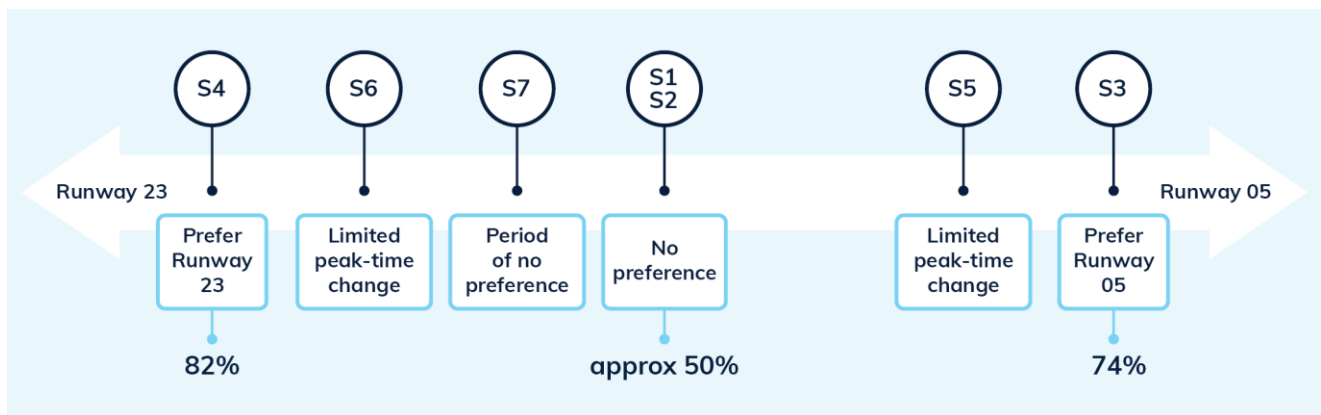 S4
S6
S7
S1
S2
S5
S3
Runway 23
Runway 05
Prefer
Runway
23
Limited
peak-time
change
Period
of no
preference
No
preference
Limited
peak-time
change
Prefer
Runway
05
82%
approx 50%
74%